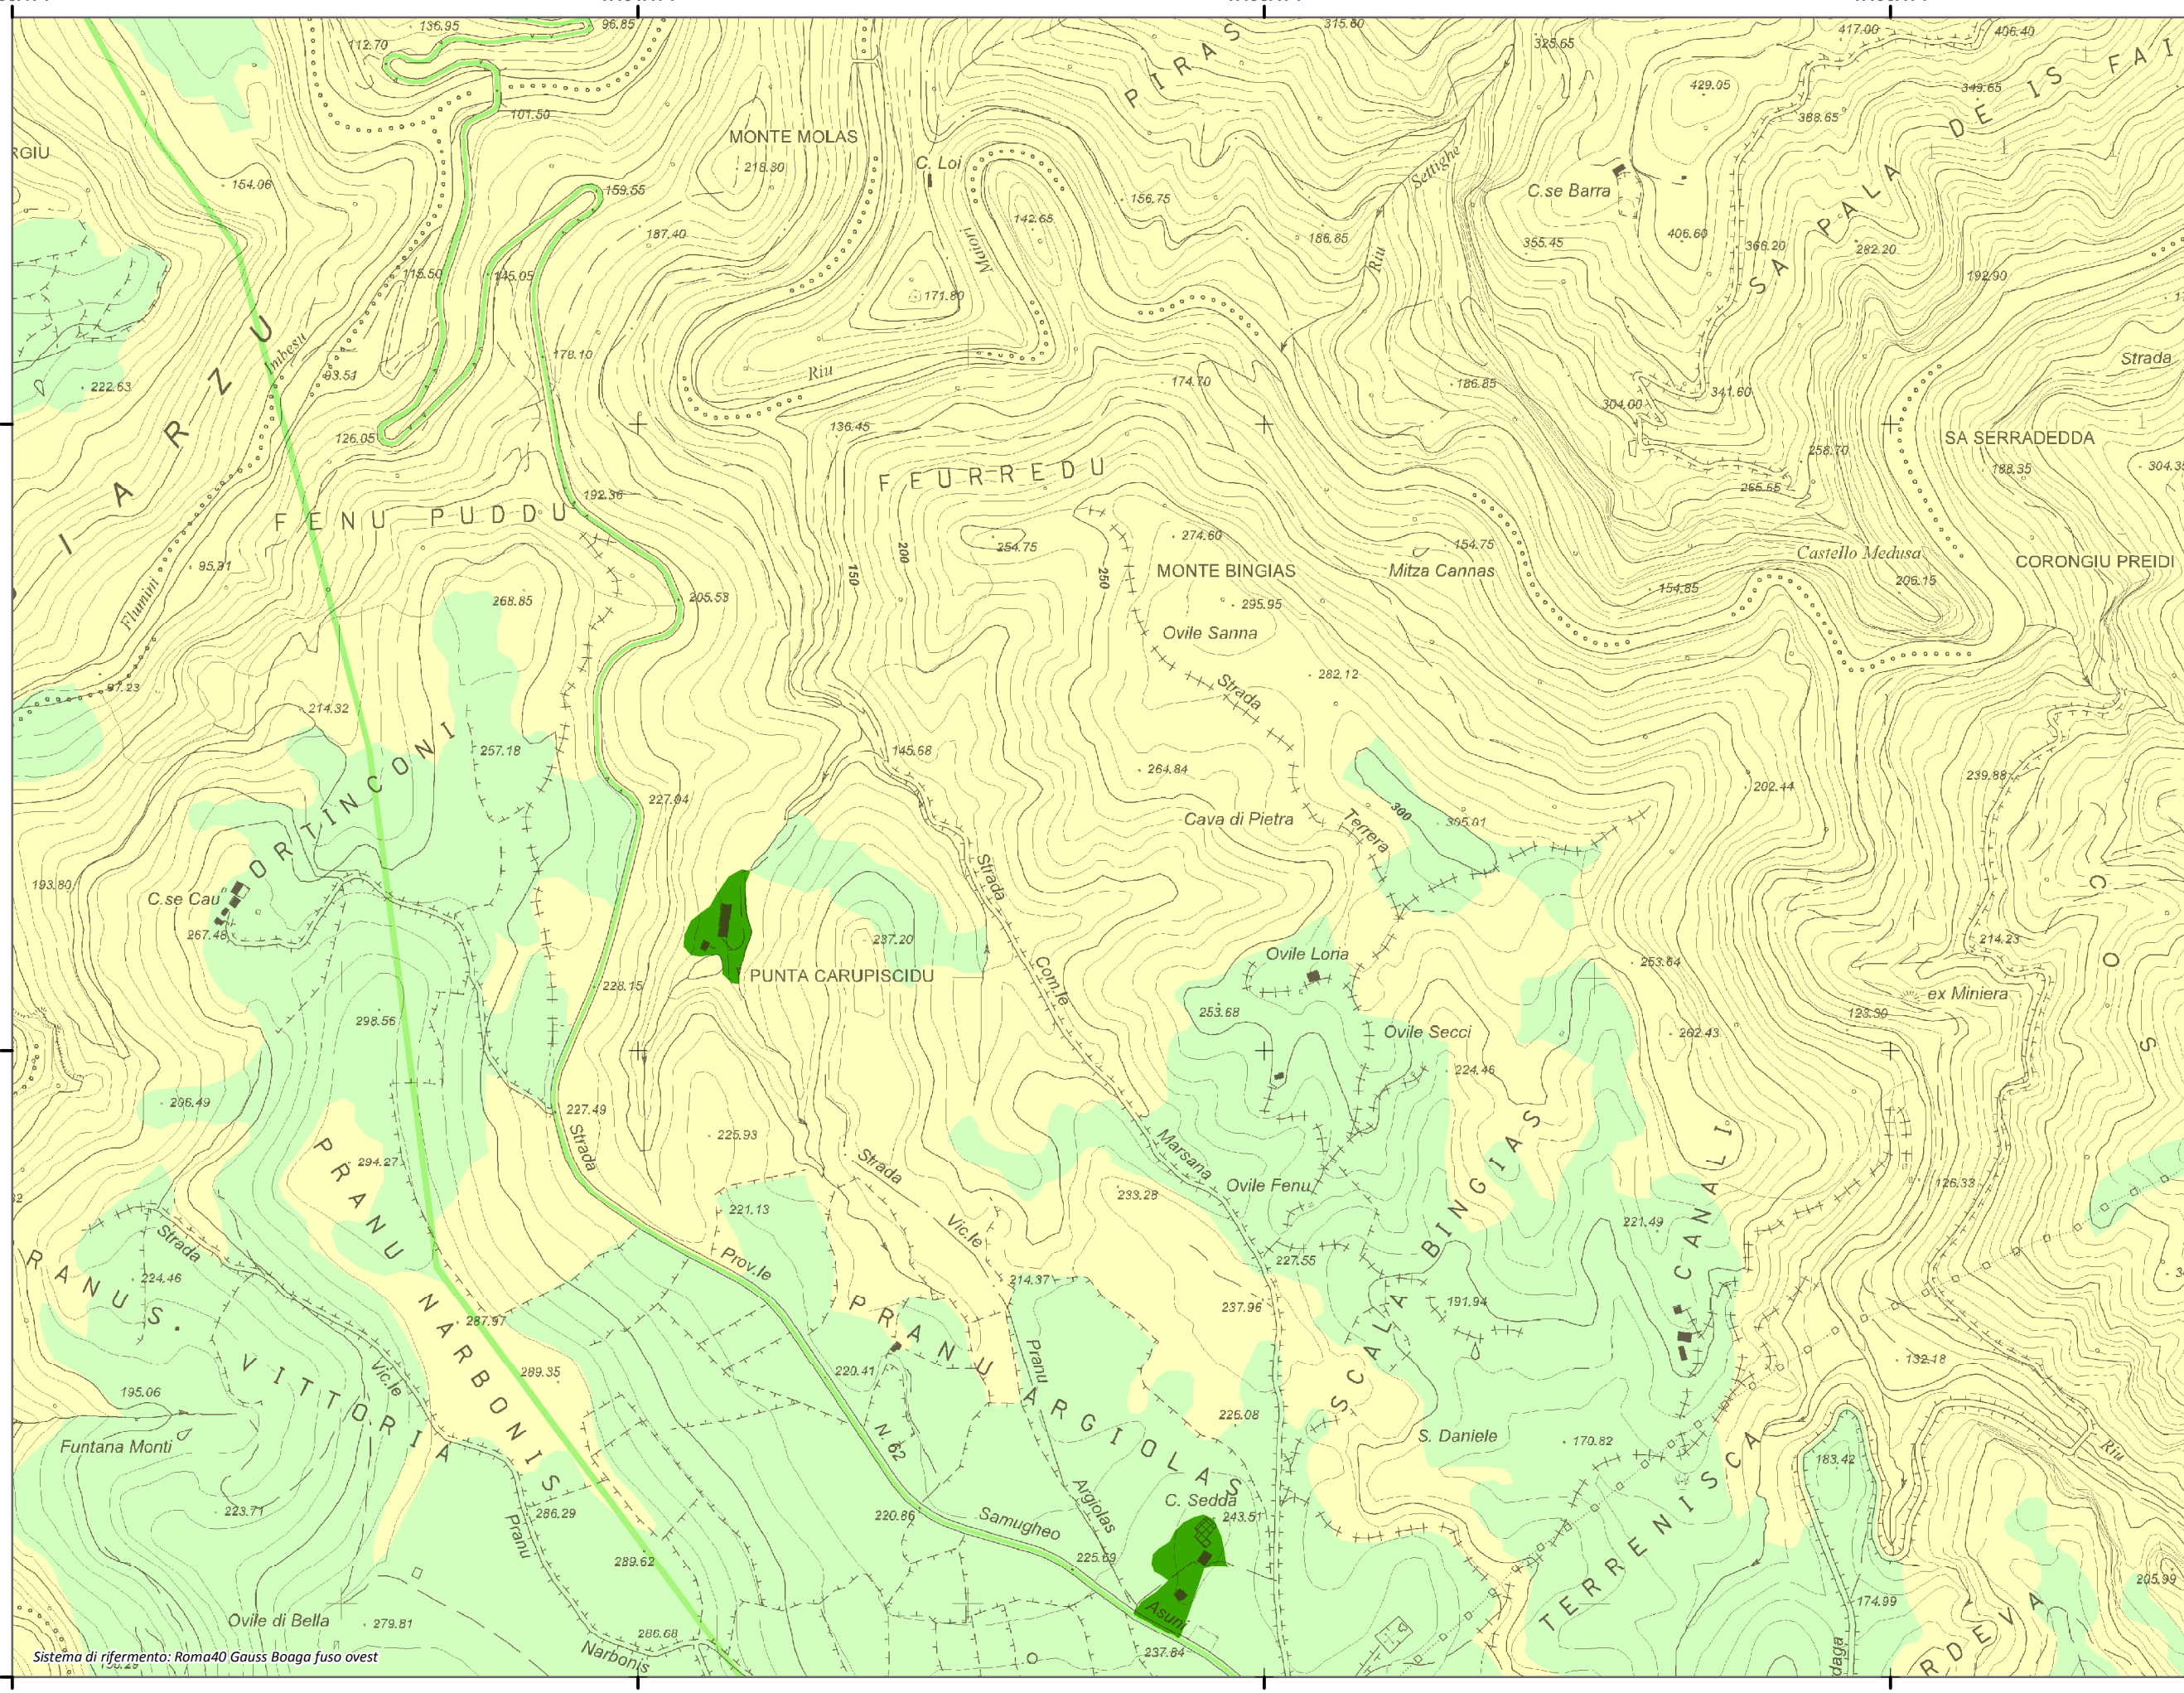 136.95
96.85
315.60
417.00
406.40
112.70
325.65
PIRAS
SA PALA DE IS FAI
429.05
349.65
101.50
388.65
MONTE MOLAS
RGIU
218.30
C. Loi
Settighe
154.06
159.55
C.se Barra
156.75
142.65
187.40
186.85
355.45
406.60
366.20
282.20
Mutori
Riu
115.50
145.05
192.90
171.80
IARZU
Imbesu
178.10
93.51
Riu
174.70
186.85
Strada
222.63
341.60
304.00
126.05
136.45
SA SERRADEDDA
258.70
188.35
304.3
FEURREDU
265.65
192.36
FENU PUDDU
274.60
254.75
200
150
250
154.75
Castello Medusa
95.31
MONTE BINGIAS
Mitza Cannas
CORONGIU PREIDI
206.15
154.85
Flumini
268.85
205.53
295.95
Ovile Sanna
97.23
282.12
Strada
214.32
257.18
145.68
264.84
239.88
202.44
227.04
ORTINCONI
Cava di Pietra
Terrera
300
305.01
193.80
C.se Cau
Strada
267.48
237.20
214.23
Ovile Loria
253.64
PUNTA CARUPISCIDU
228.15
Com.le
ex Miniera
COS
253.68
123.30
298.56
Ovile Secci
262.43
224.46
206.49
227.49
225.93
Strada
Marsana
294.27
Strada
Ovile Fenu
126.33
233.28
221.13
221.49
PRANU NARBONIS
Vic.le
Strada
Prov.le
227.55
RANUS.
224.46
214.37
SCALA BINGIAS
CANALI
191.94
237.96
287.97
PRANU ARGIOLAS
Pranu
VITTORIA
Vic.le
132.18
220.41
289.35
195.06
226.08
Funtana Monti
N. 62
S. Daniele
170.82
Riu
183.42
TERRENISCA
Argiolas
C. Sedda
243.51
223.71
286.29
220.86
Samugheo
Pranu
225.69
289.62
205.99
174.99
Ovile di Bella
279.81
Asuni
286.68
Narbonis
237.84
RDEVA
daga
Sistema di rifermento: Roma40 Gauss Boaga fuso ovest